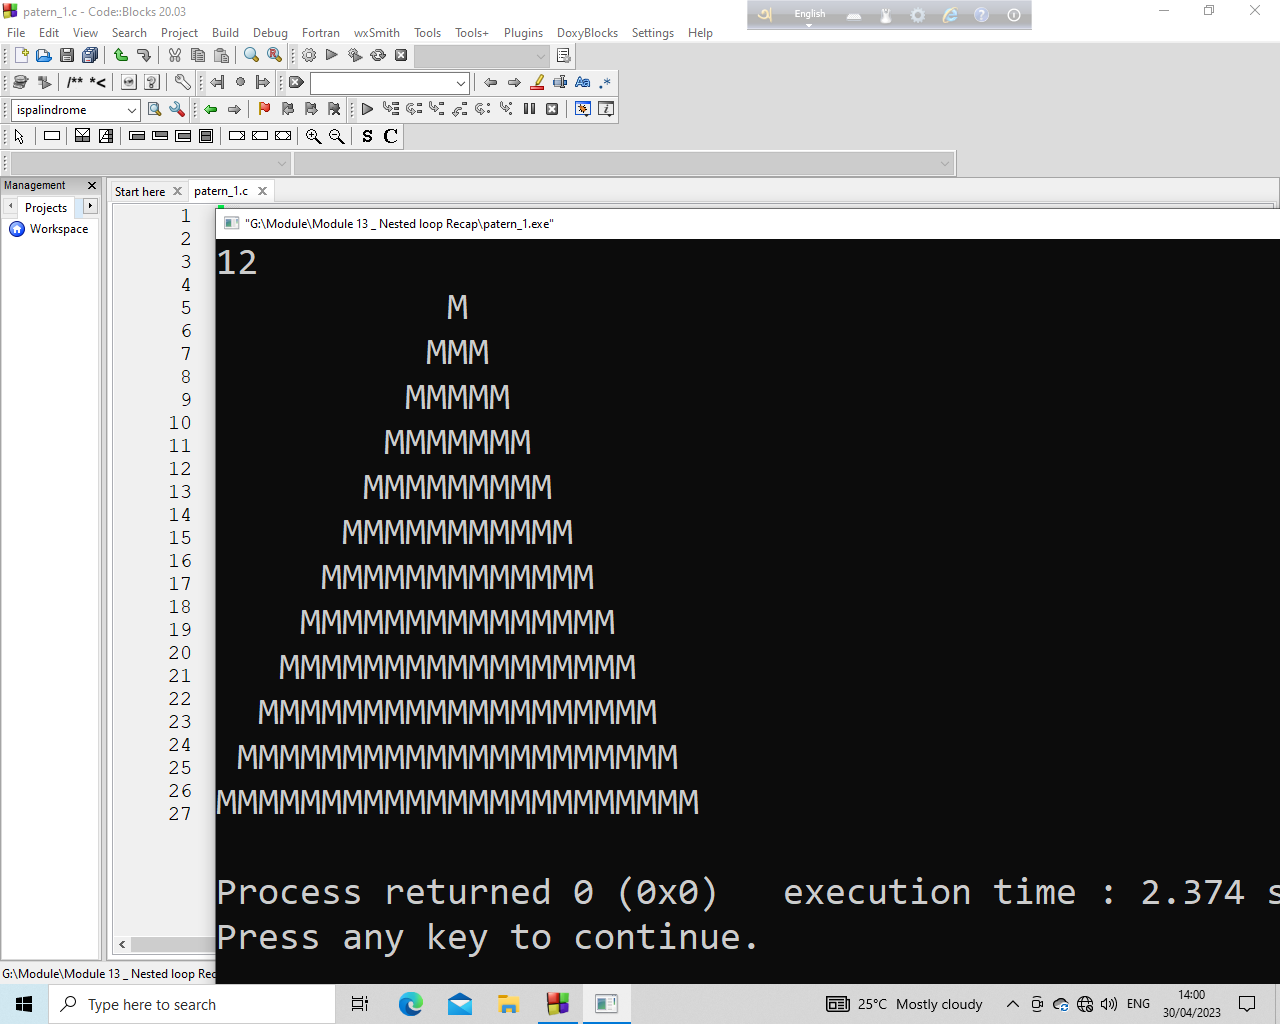 patern_1.c - Code::Blocks 20.03
English
File Edit View Search Project Build Debug Fortran wxSmith Tools Tools+ Plugins DoxyBlocks Settings Help
/** *<
Aa .*
ispalindrome
S C
Management
Start here patern_1.c
Projects
Workspace
1
2
3
4
5
6
7
8
9
10
11
12
13
14
15
16
17
18
19
20
21
22
23
24
25
26
27
"G:\Module\Module 13 _ Nested loop Recap\patern_1.exe"
12
M
MMM
MMMMM
MMMMMMM
MMMMMMMMM
MMMMMMMMMMM
MMMMMMMMMMMMM
MMMMMMMMMMMMMMM
MMMMMMMMMMMMMMMMM
MMMMMMMMMMMMMMMMMMM
MMMMMMMMMMMMMMMMMMMMM
MMMMMMMMMMMMMMMMMMMMMMM
Process returned 0 (0x0) execution time : 2.374 s
Press any key to continue.
G:\Module\Module 13 _ Nested loop Rec
Type here to search
25°C Mostly cloudy
ENG
14:00
30/04/2023